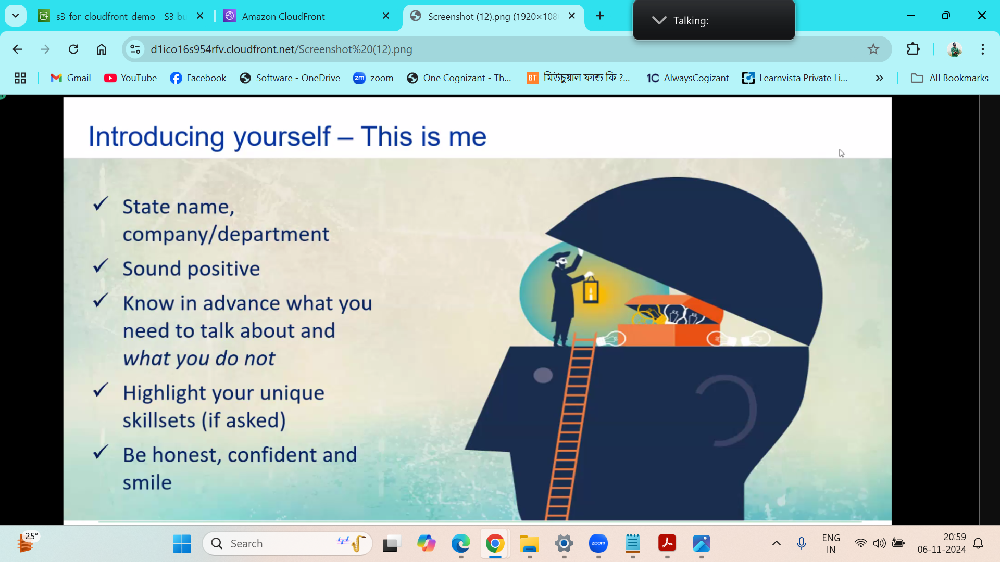 s3-for-cloudfront-demo - S3 bu
Amazon CloudFront
Screenshot (12).png (1920×108
Talking:
d1ico16s954rfv.cloudfront.net/Screenshot%20(12).png
Gmail
YouTube
Facebook
Software - OneDrive
zm zoom
One Cognizant - Th...
BT মিউচুয়াল ফান্ড কি ?...
1C AlwaysCogizant
Learnvista Private Li...
All Bookmarks
Introducing yourself – This is me
✓ State name,
company/department
✓ Sound positive
✓ Know in advance what you
need to talk about and
what you do not
✓ Highlight your unique
skillsets (if asked)
✓ Be honest, confident and
smile
25°
Search
zoom
ENG
IN
20:59
06-11-2024